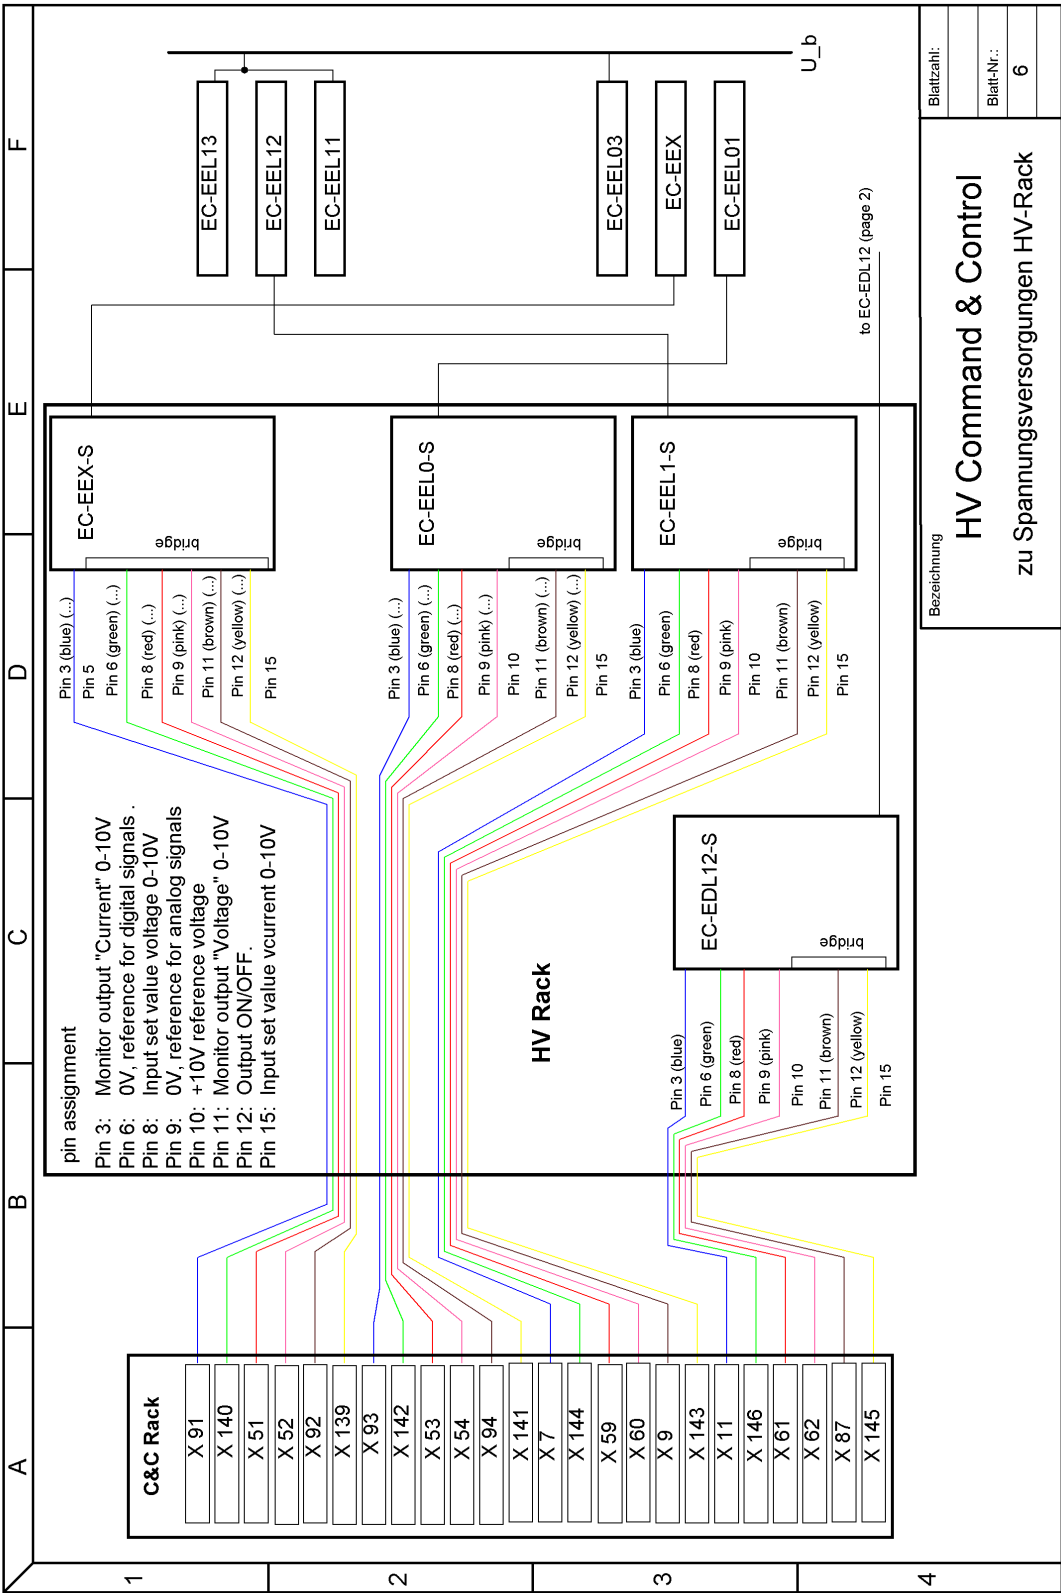 A
B
C
D
E
F
1
2
3
4
C&C Rack
X 91
X 140
X 51
X 52
X 92
X 139
X 93
X 142
X 53
X 54
X 94
X 141
X 7
X 144
X 59
X 60
X 9
X 143
X 11
X 146
X 61
X 62
X 87
X 145
pin assignment
Pin 3: Monitor output "Current" 0-10V
Pin 6: 0V, reference for digital signals .
Pin 8: Input set value voltage 0-10V
Pin 9: 0V, reference for analog signals
Pin 10: +10V reference voltage
Pin 11: Monitor output "Voltage" 0-10V
Pin 12: Output ON/OFF.
Pin 15: Input set value vcurrent 0-10V
HV Rack
Pin 3 (blue) (...)
Pin 5
Pin 6 (green) (...)
Pin 8 (red) (...)
Pin 9 (pink) (...)
Pin 11 (brown) (...)
Pin 12 (yellow) (...)
Pin 15
EC-EEX-S
bridge
Pin 3 (blue) (...)
Pin 6 (green) (...)
Pin 8 (red) (...)
Pin 9 (pink) (...)
Pin 10
Pin 11 (brown) (...)
Pin 12 (yellow) (...)
Pin 15
EC-EEL0-S
bridge
Pin 3 (blue)
Pin 6 (green)
Pin 8 (red)
Pin 9 (pink)
Pin 10
Pin 11 (brown)
Pin 12 (yellow)
Pin 15
EC-EEL1-S
bridge
Pin 3 (blue)
Pin 6 (green)
Pin 8 (red)
Pin 9 (pink)
Pin 10
Pin 11 (brown)
Pin 12 (yellow)
Pin 15
EC-EDL12-S
bridge
to EC-EDL12 (page 2)
EC-EEL13
EC-EEL12
EC-EEL11
EC-EEL03
EC-EEX
EC-EEL01
U_b
Bezeichnung
HV Command & Control
zu Spannungsversorgungen HV-Rack
Blattzahl:
Blatt-Nr.:
6